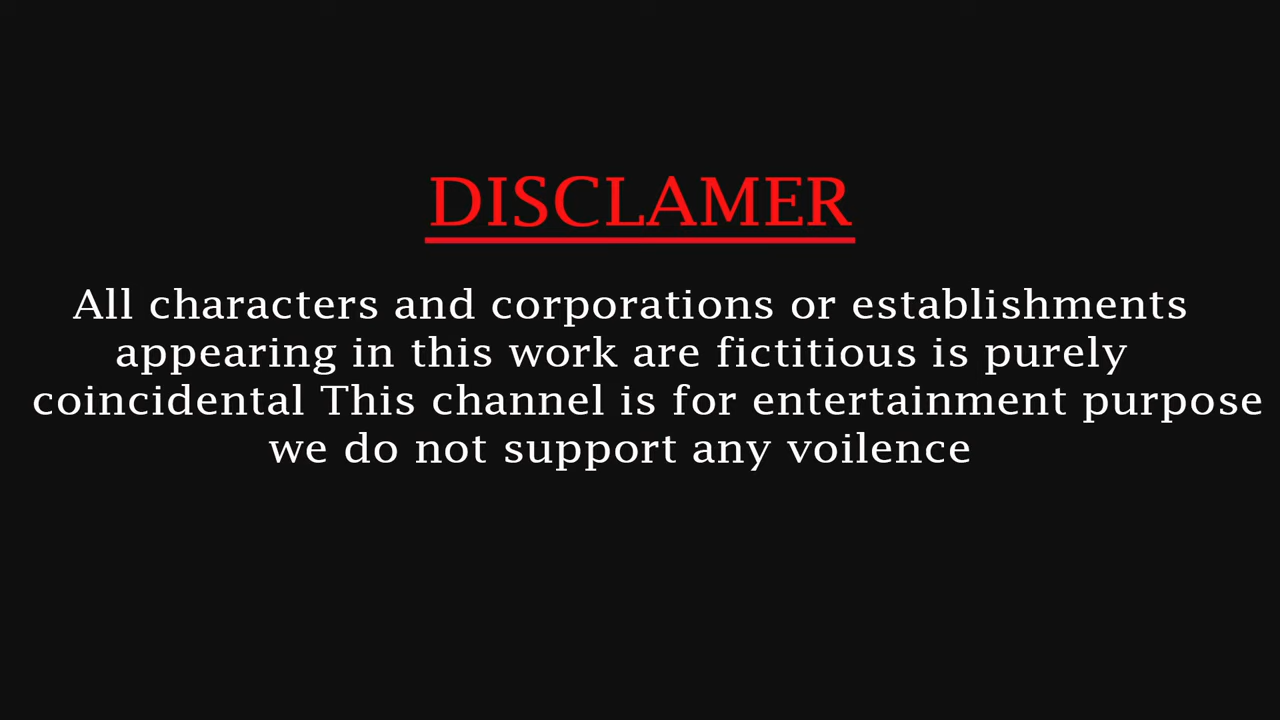 DISCLAMER
All characters and corporations or establishments
appearing in this work are fictitious is purely
coincidental This channel is for entertainment purpose
we do not support any voilence